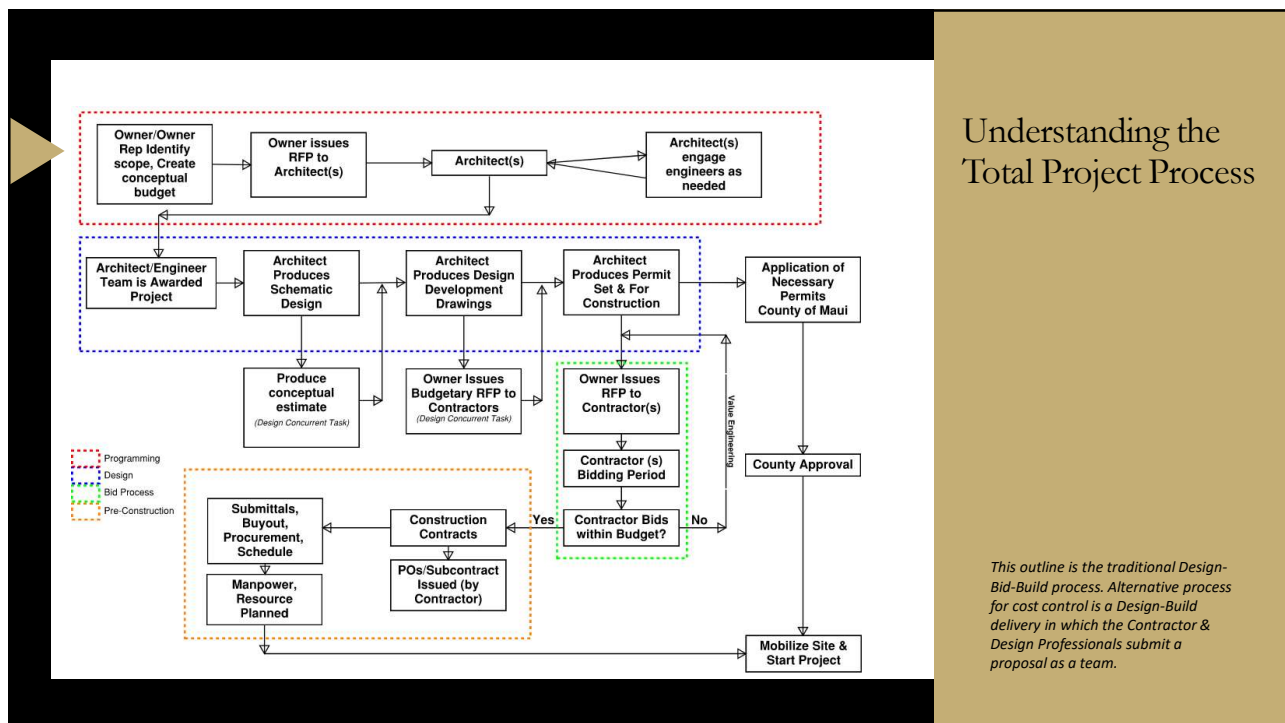 Understanding the
Total Project Process
Owner/Owner
Rep Identify
scope, Create
conceptual
budget
Owner issues
RFP to
Architect(s)
Architect(s)
Architect(s)
engage
engineers as
needed
Architect/Engineer
Team is Awarded
Project
Architect
Produces
Schematic
Design
Architect
Produces Design
Development
Drawings
Architect
Produces Permit
Set & For
Construction
Application of
Necessary
Permits
County of Maui
Produce
conceptual
estimate
(Design Concurrent Task)
Owner Issues
Budgetary RFP to
Contractors
(Design Concurrent Task)
Owner Issues
RFP to
Contractor(s)
Value Engineering
Programming
Design
Bid Process
Pre-Construction
Contractor (s)
Bidding Period
County Approval
Submittals,
Buyout,
Procurement,
Schedule
Construction
Contracts
Yes
Contractor Bids
within Budget?
No
Manpower,
Resource
Planned
POs/Subcontract
Issued (by
Contractor)
Mobilize Site &
Start Project
This outline is the traditional Design-
Bid-Build process. Alternative process
for cost control is a Design-Build
delivery in which the Contractor &
Design Professionals submit a
proposal as a team.